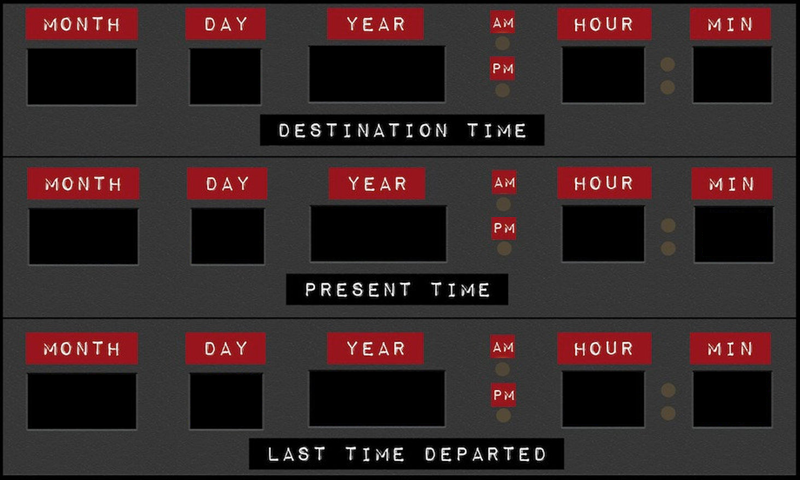 MONTH DAY YEAR AM HOUR MIN
PM
DESTINATION TIME
MONTH DAY YEAR AM HOUR MIN
PM
PRESENT TIME
MONTH DAY YEAR AM HOUR MIN
PM
LAST TIME DEPARTED